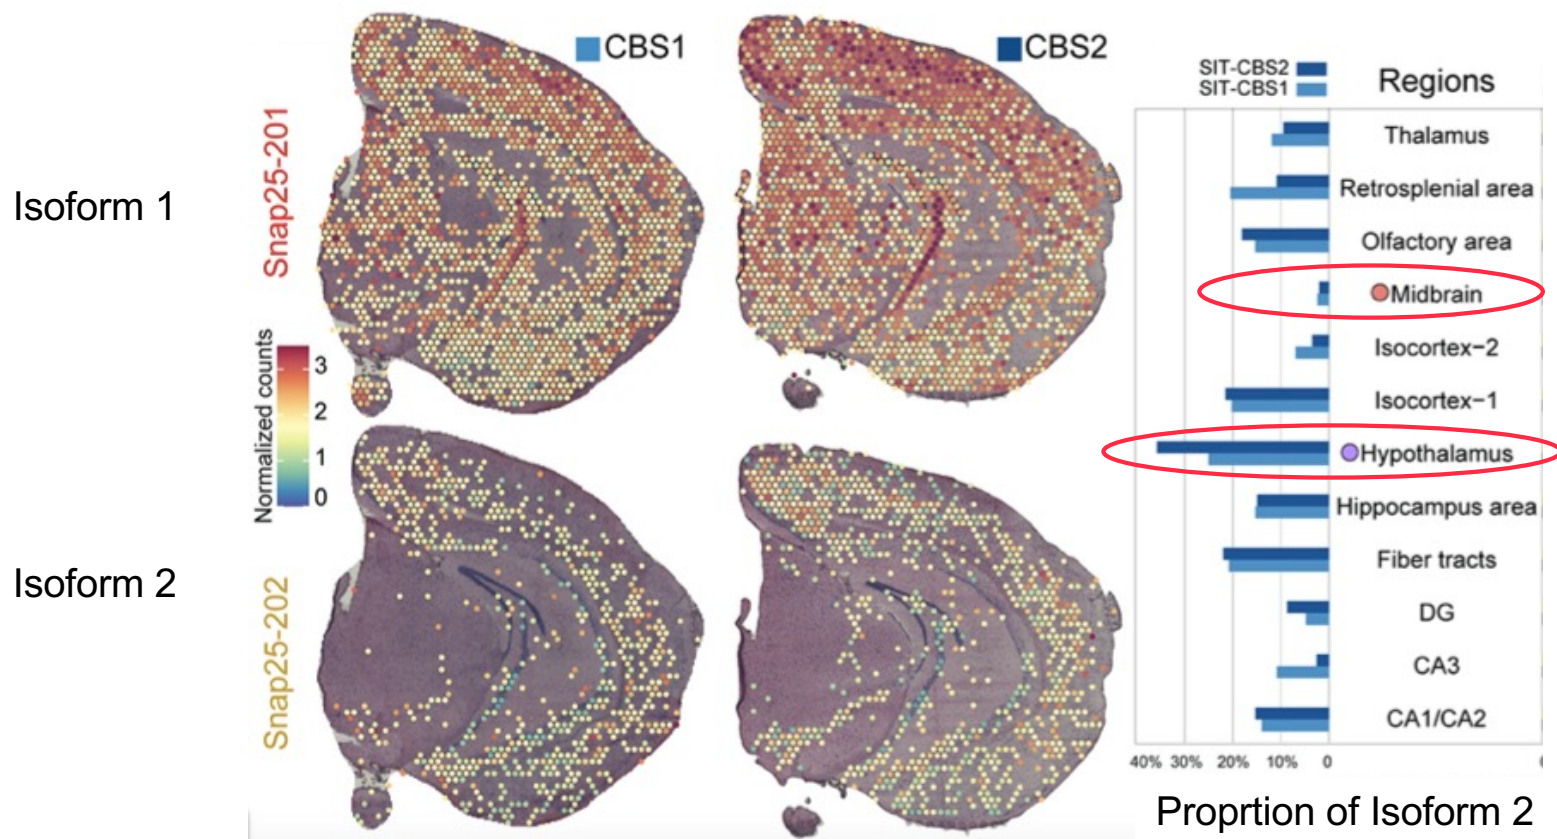 CBS1
CBS2
SIT-CBS2
SIT-CBS1
Regions
Isoform 1
Snap25-201
Thalamus
Retrosplenial area
Olfactory area
Midbrain
Isocortex-2
Isocortex-1
Hypothalamus
Hippocampus area
Fiber tracts
DG
CA3
CA1/CA2
Normalized counts
3
2
1
0
Isoform 2
Snap25-202
40% 30% 20% 10% 0
Proprtion of Isoform 2